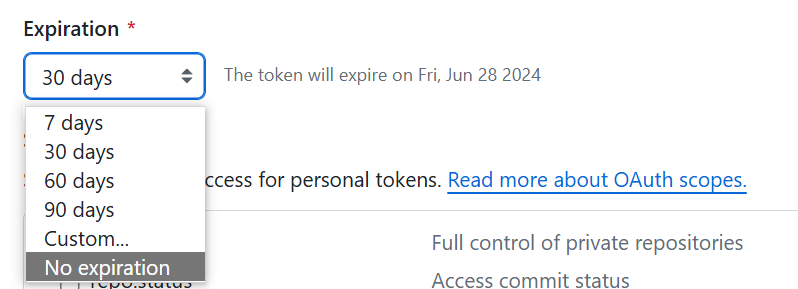 Expiration *
30 days The token will expire on Fri, Jun 28 2024
7 days
30 days
60 days
90 days
Custom...
No expiration
access for personal tokens. Read more about OAuth scopes.
Full control of private repositories
repo:status Access commit status